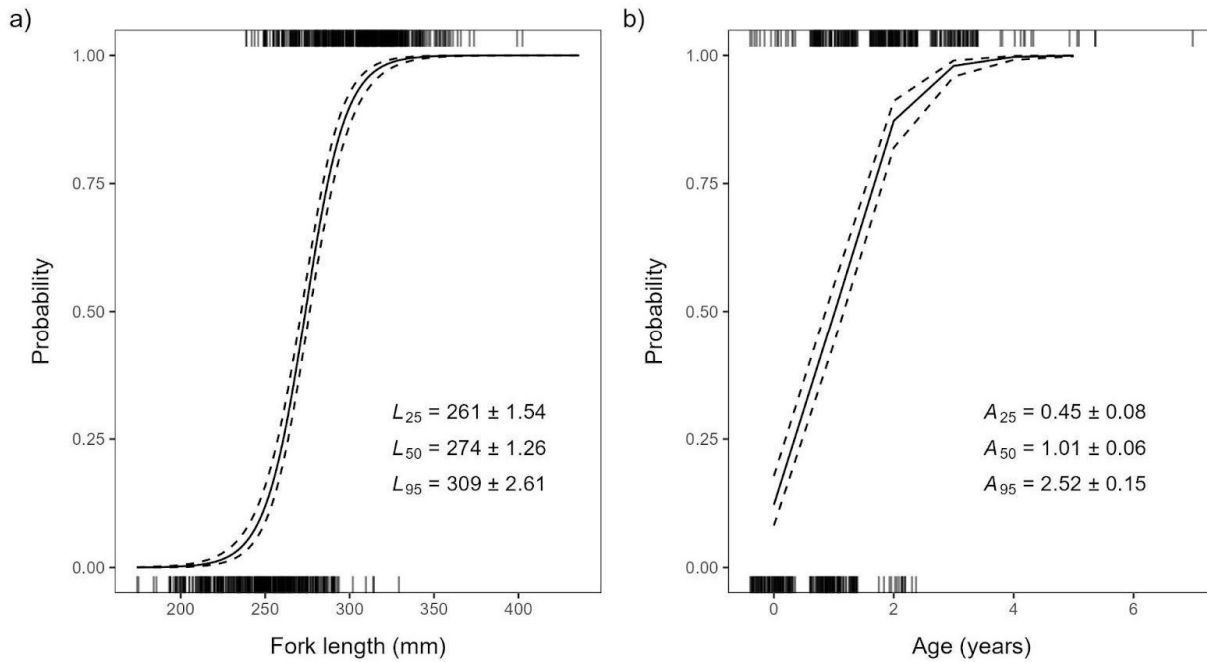 a)
1.00
0.75
0.50
0.25
0.00
Probability
L25 = 261 ± 1.54
L50 = 274 ± 1.26
L95 = 309 ± 2.61
200 250 300 350 400
Fork length (mm)
b)
1.00
0.75
0.50
0.25
0.00
Probability
A25 = 0.45 ± 0.08
A50 = 1.01 ± 0.06
A95 = 2.52 ± 0.15
0 2 4 6
Age (years)